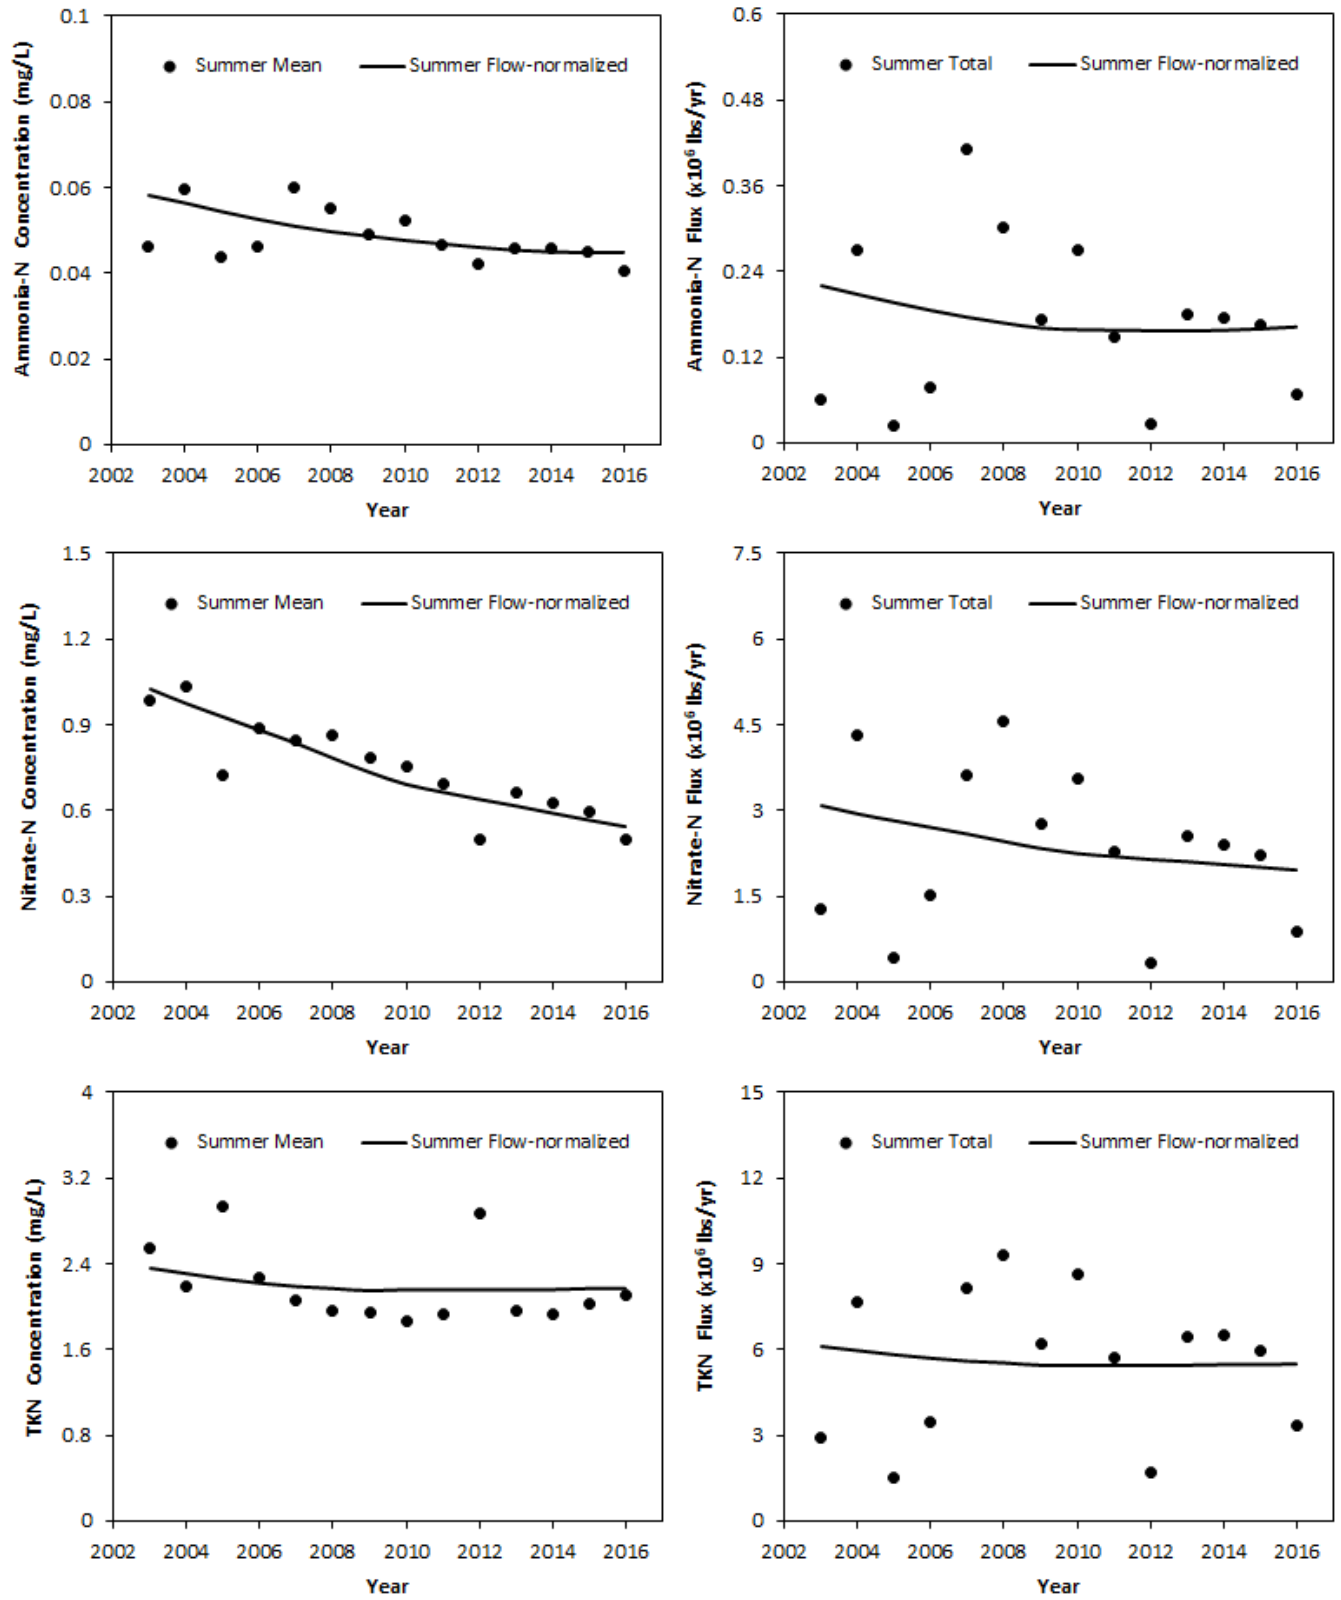 Ammonia-N Concentration (mg/L)
0.1
0.08
0.06
0.04
0.02
0
Summer Mean Summer Flow-normalized
2002 2004 2006 2008 2010 2012 2014 2016
Year
Ammonia-N Flux (x10⁶ lbs/yr)
0.6
0.48
0.36
0.24
0.12
0
Summer Total Summer Flow-normalized
2002 2004 2006 2008 2010 2012 2014 2016
Year
Nitrate-N Concentration (mg/L)
1.5
1.2
0.9
0.6
0.3
0
Summer Mean Summer Flow-normalized
2002 2004 2006 2008 2010 2012 2014 2016
Year
Nitrate-N Flux (x10⁶ lbs/yr)
7.5
6
4.5
3
1.5
0
Summer Total Summer Flow-normalized
2002 2004 2006 2008 2010 2012 2014 2016
Year
TKN Concentration (mg/L)
4
3.2
2.4
1.6
0.8
0
Summer Mean Summer Flow-normalized
2002 2004 2006 2008 2010 2012 2014 2016
Year
TKN Flux (x10⁶ lbs/yr)
15
12
9
6
3
0
Summer Total Summer Flow-normalized
2002 2004 2006 2008 2010 2012 2014 2016
Year